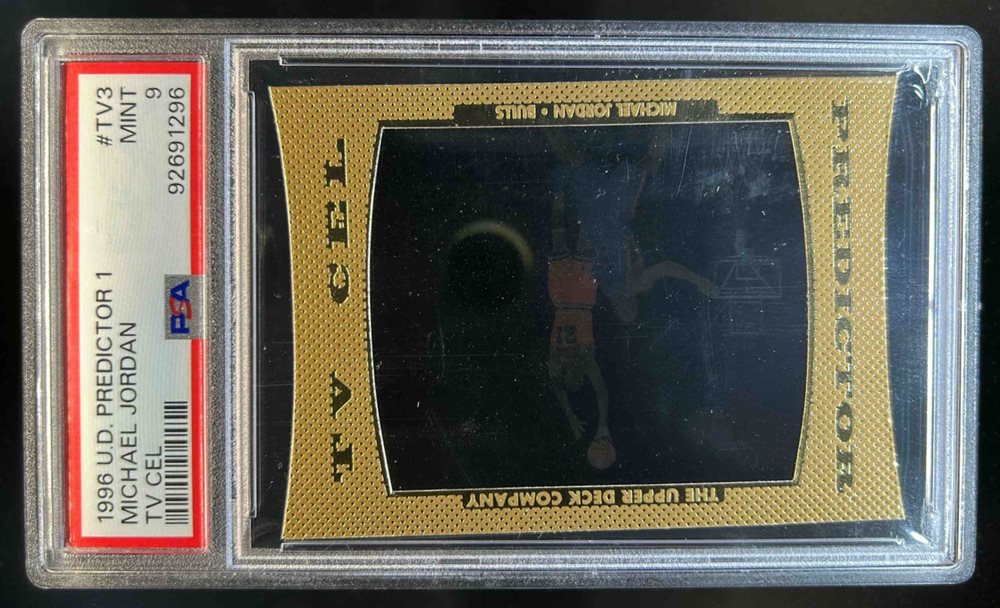 1996 U.D. PREDICTOR 1 #TV3
MICHAEL JORDAN MINT
TV CEL 9
92691296
PSA
TV CEL
MICHAEL JORDAN • BULLS
THE UPPER DECK COMPANY
PREDICTOR